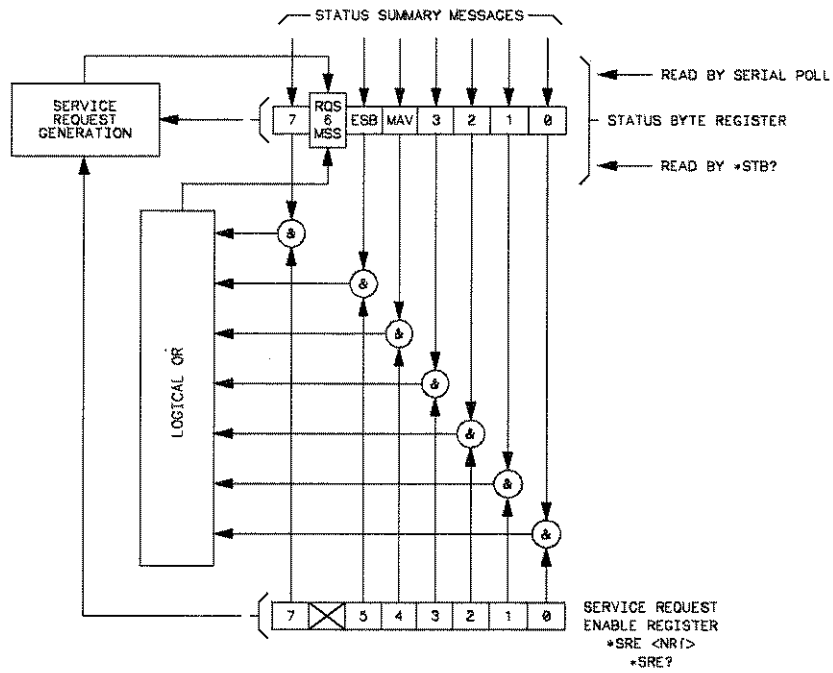 STATUS SUMMARY MESSAGES
READ BY SERIAL POLL
SERVICE
REQUEST
GENERATION
7
RQS
6
MSS
ESB
MAV
3
2
1
0
STATUS BYTE REGISTER
READ BY *STB?
&
&
&
&
&
&
&
LOGICAL OR
7
5
4
3
2
1
0
SERVICE REQUEST
ENABLE REGISTER
*SRE <NRf>
*SRE?